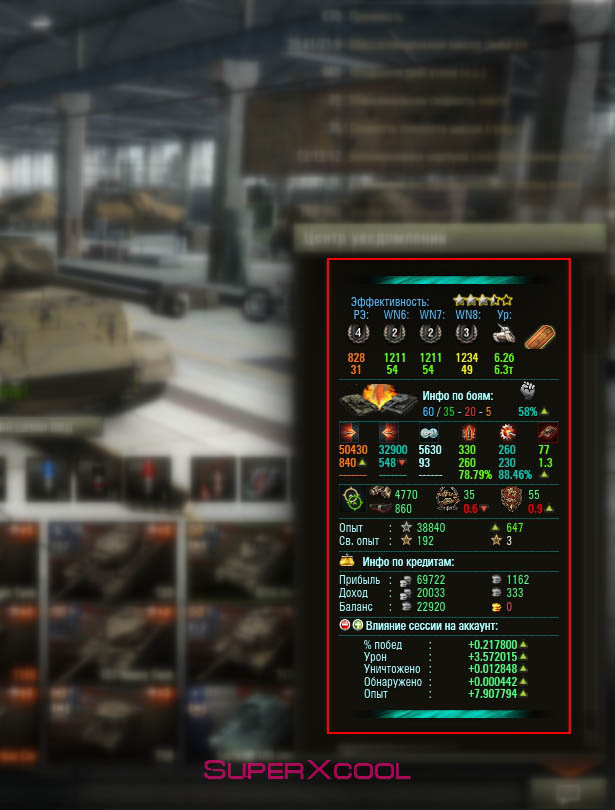 Центр уведомлений
Эффективность:
РЭ: WN6: WN7: WN8: Ур:
4 2 2 3
828 1211 1211 1234 6.2б
31 54 54 49 6.3т
Инфо по боям:
60 / 35 - 20 - 5 58%
50430 32900 5630 330 260 77
840 548 93 260 230 1.3
------- ------- ------ 78.79% 88.46%
4770 35 55
860 0.6 0.9
Опыт : 38840 647
Св. опыт : 192 3
Инфо по кредитам:
Прибыль : 69722 1162
Доход : 20033 333
Баланс : 22920 0
Влияние сессии на аккаунт:
% побед : +0.217800
Урон : +3.572015
Уничтожено : +0.012848
Обнаружено : +0.000442
Опыт : +7.907794
SuperXcool